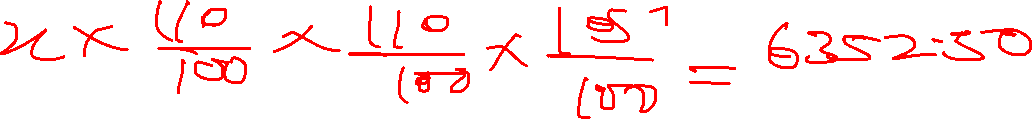 x × 110/100 × 110/100 × 105/100 = 6352.50